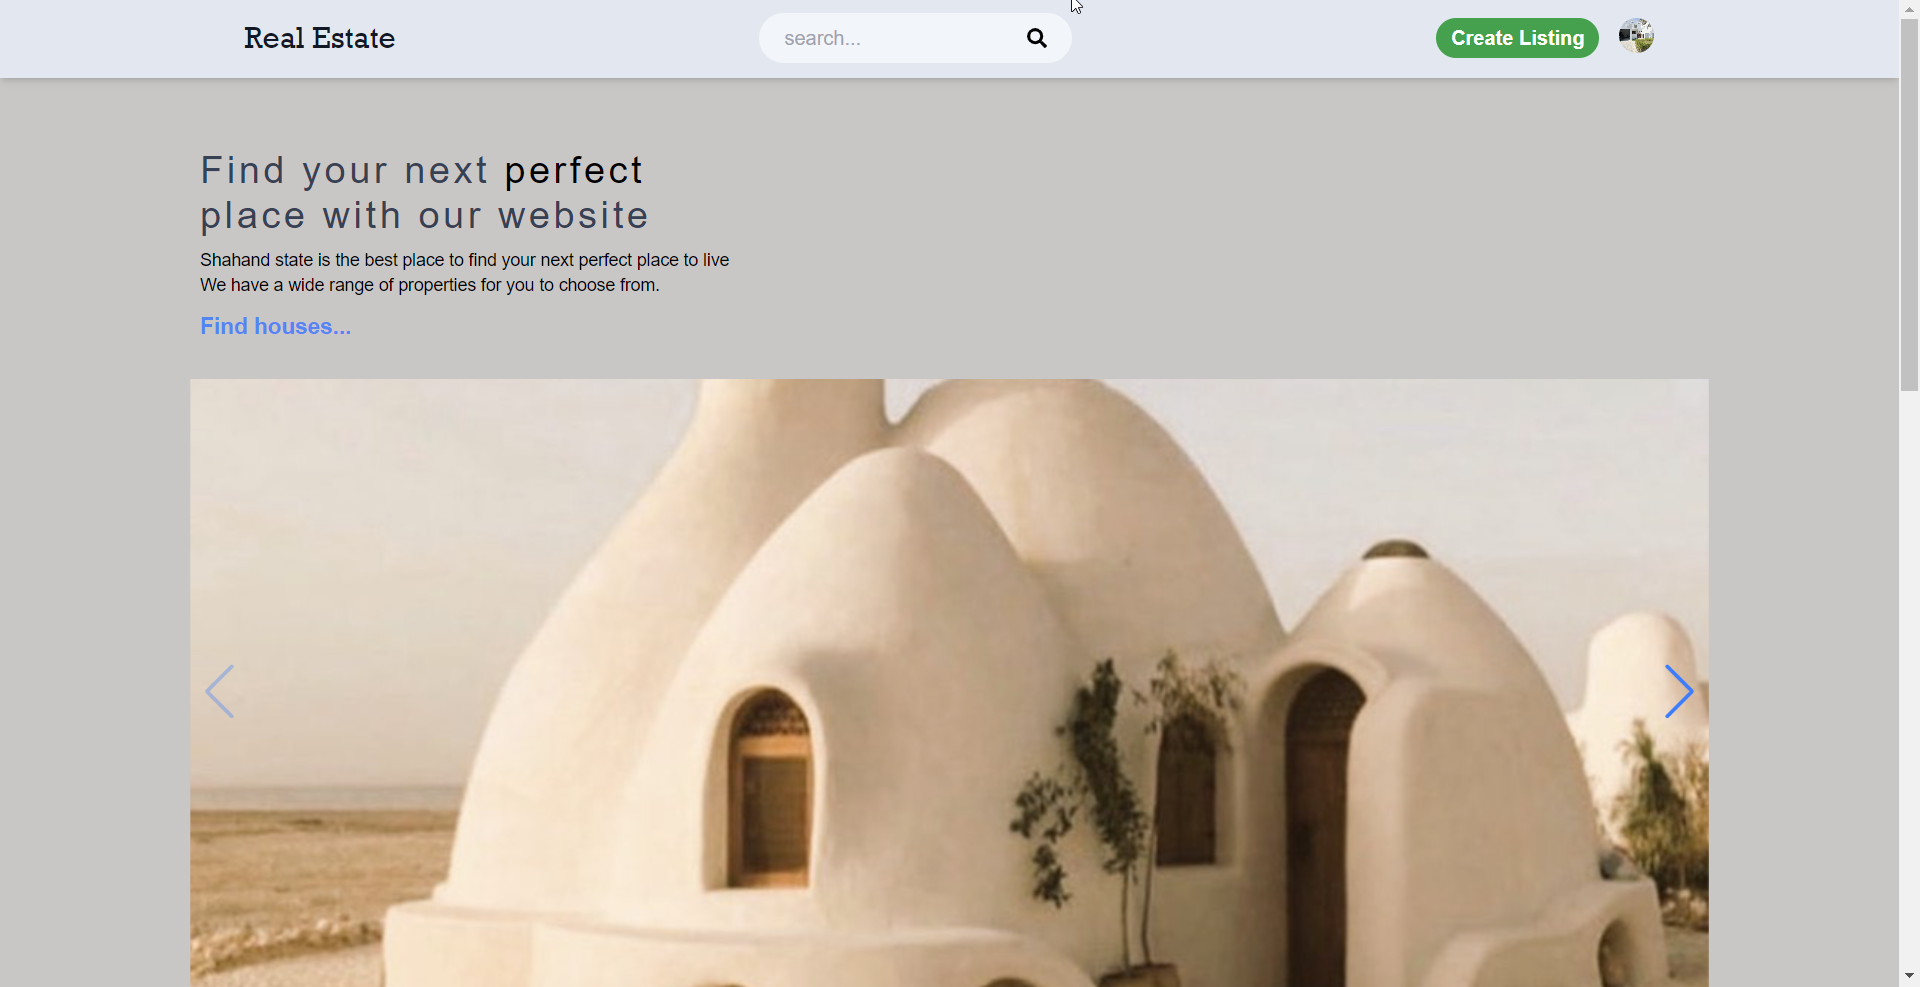 Real Estate
search...
Create Listing
Find your next perfect
place with our website
Shahand state is the best place to find your next perfect place to live
We have a wide range of properties for you to choose from.
Find houses...